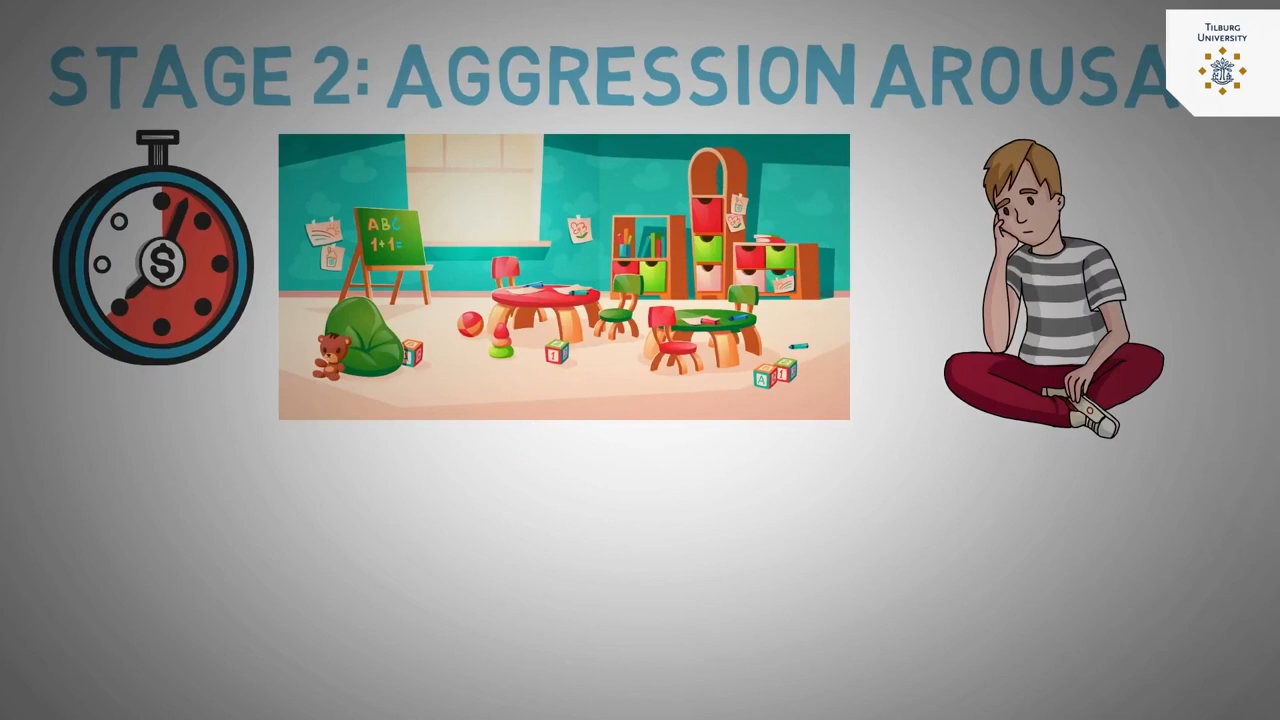 STAGE 2: AGGRESSION AROUSA
TILBURG
UNIVERSITY
$
ABC
1+1=
A